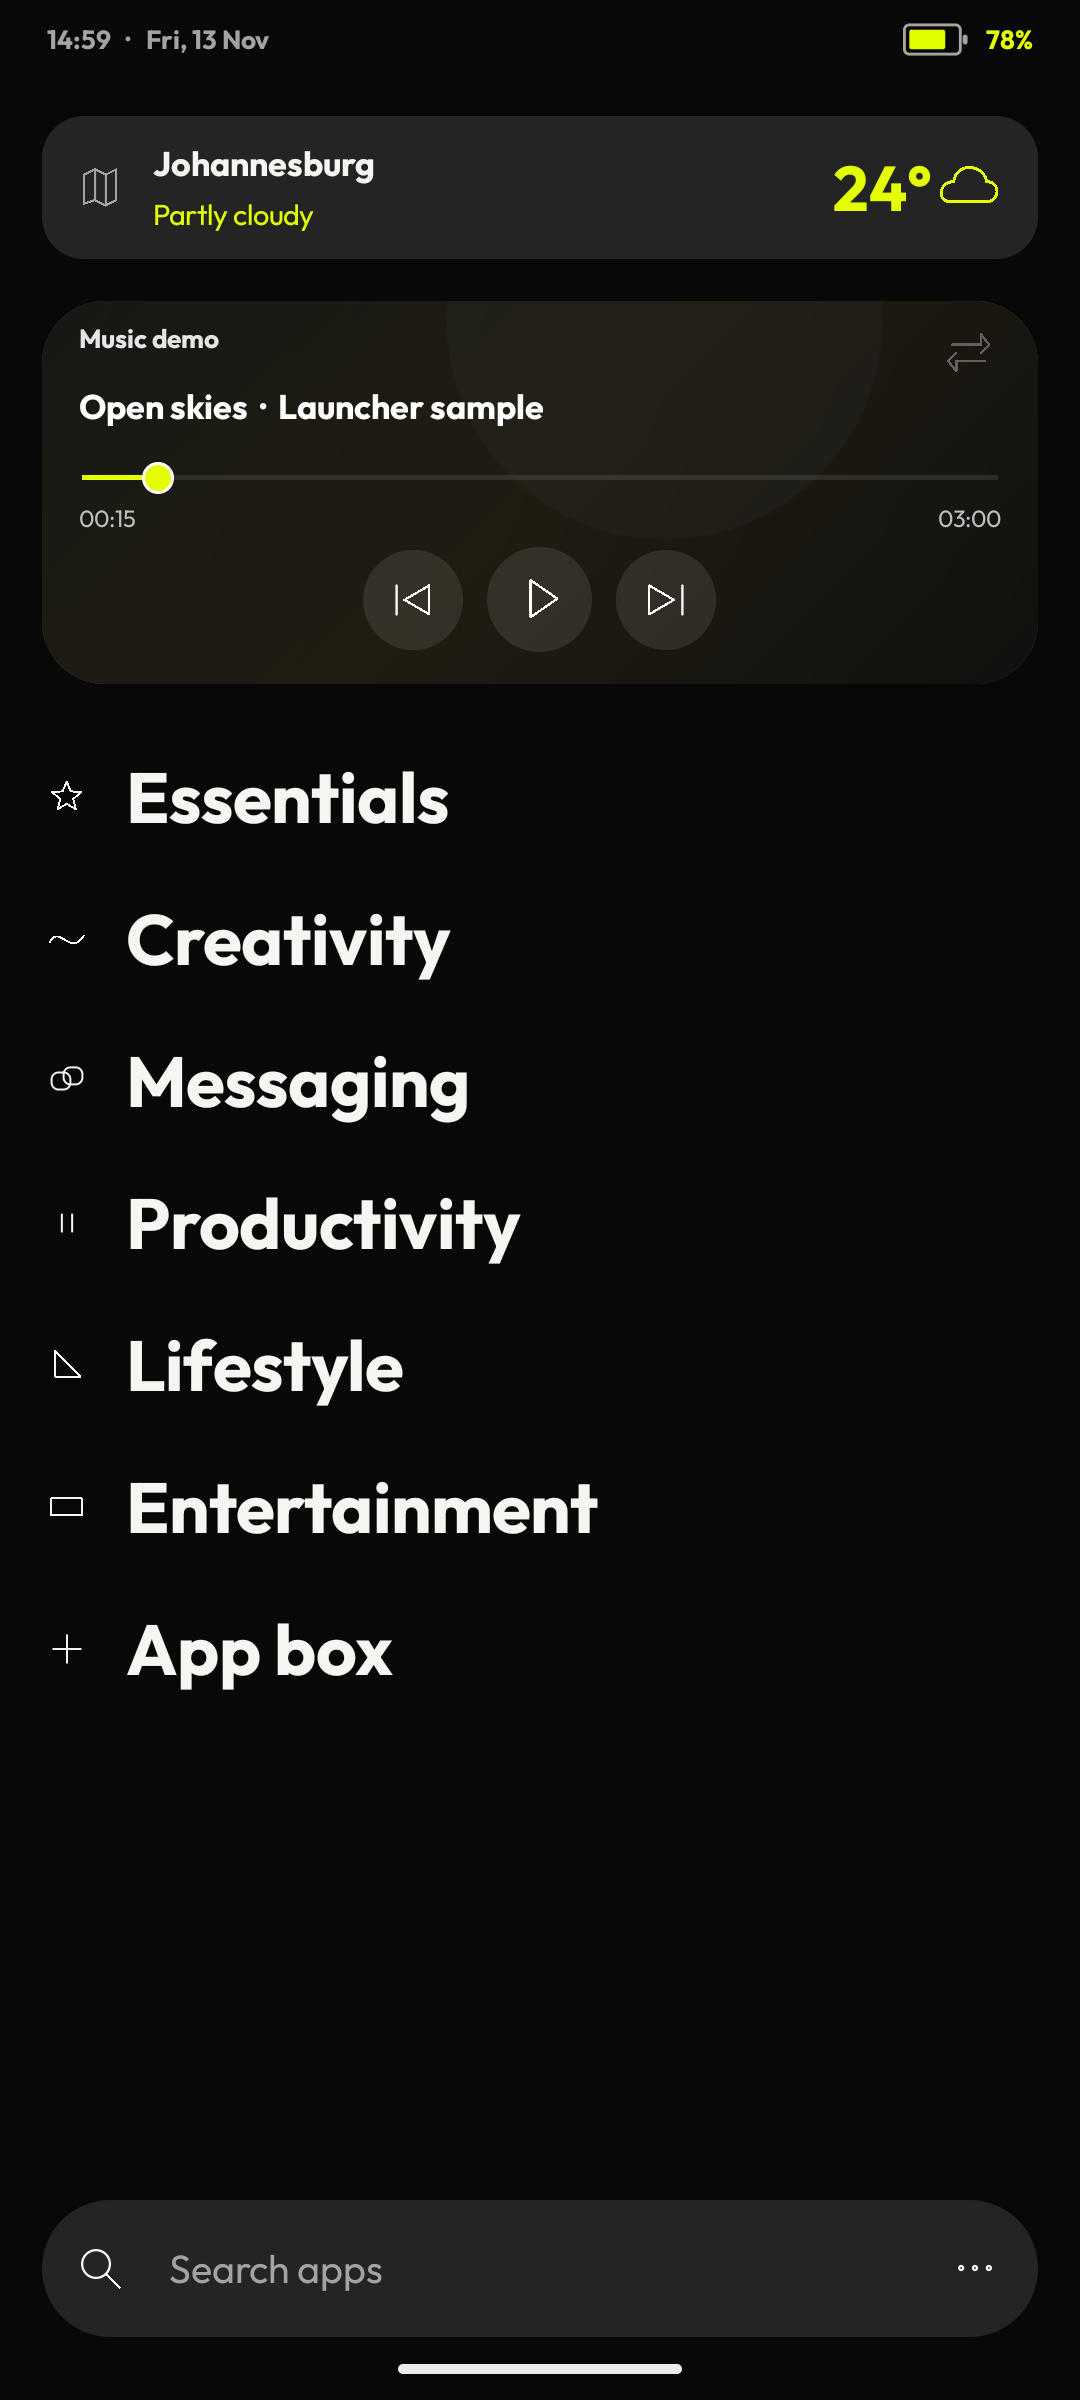 14:59 · Fri, 13 Nov
78%
Johannesburg
Partly cloudy
24°
Music demo
Open skies · Launcher sample
00:15
03:00
Essentials
Creativity
Messaging
Productivity
Lifestyle
Entertainment
App box
Search apps